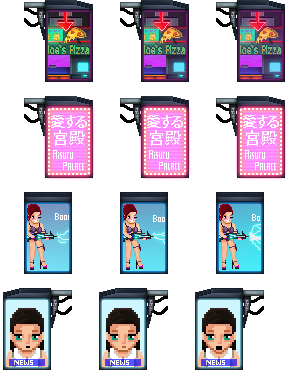 Joe's Pizza Joe's Pizza Joe's Pizza
愛する 愛する 愛する
宮殿 宮殿 宮殿
Aisuru Aisuru Aisuru
Palace Palace Palace
Boo Boo Bo
NEWS NEWS NEWS